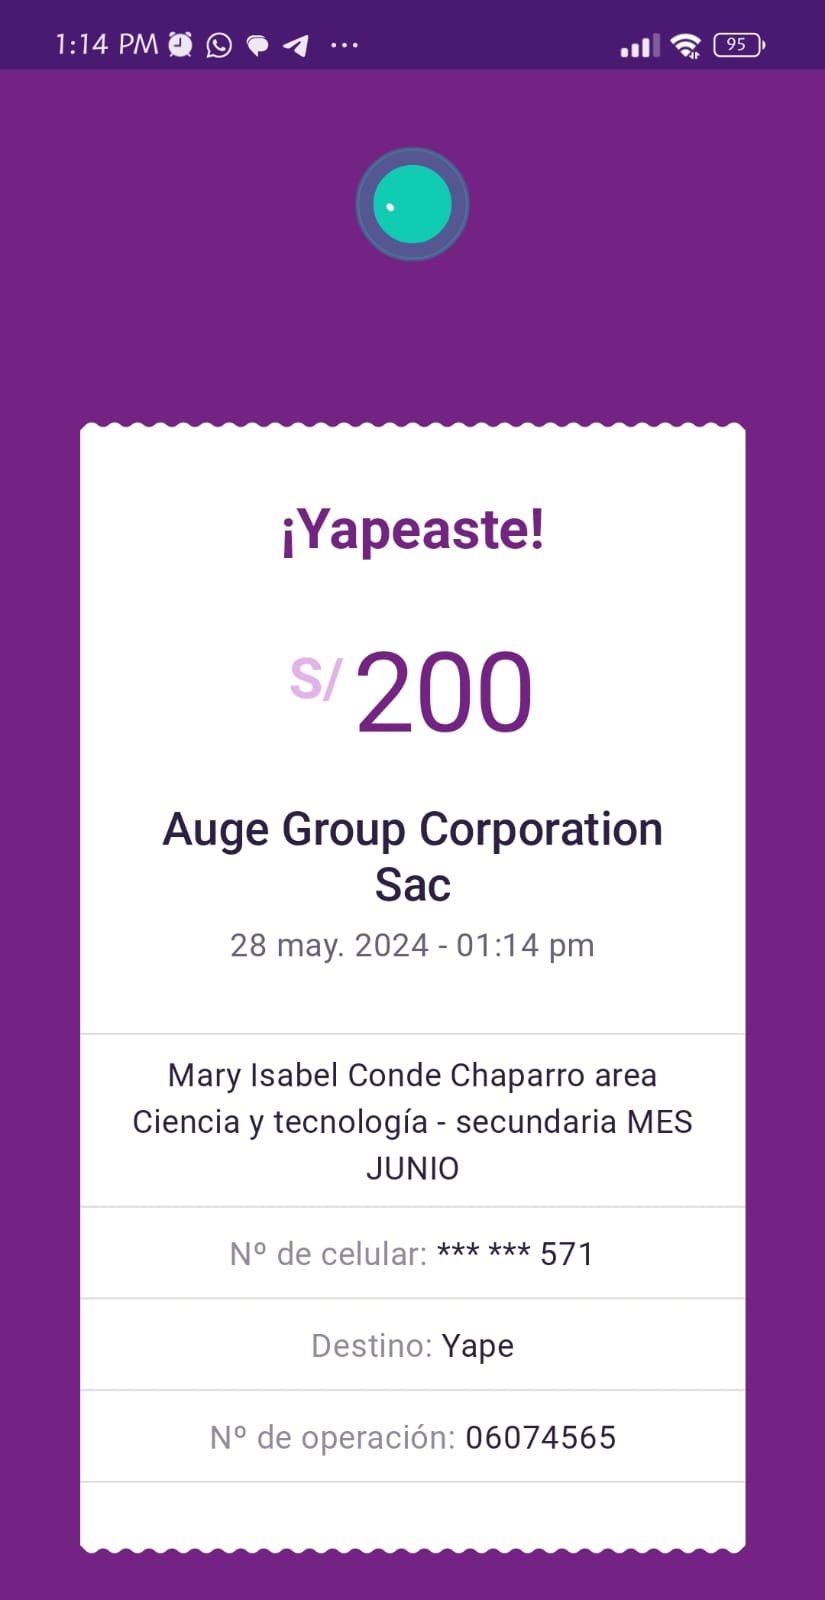 1:14 PM ... 95
¡Yapeaste!
S/ 200
Auge Group Corporation
Sac
28 may. 2024 - 01:14 pm
Mary Isabel Conde Chaparro area
Ciencia y tecnología - secundaria MES
JUNIO
Nº de celular: *** *** 571
Destino: Yape
Nº de operación: 06074565